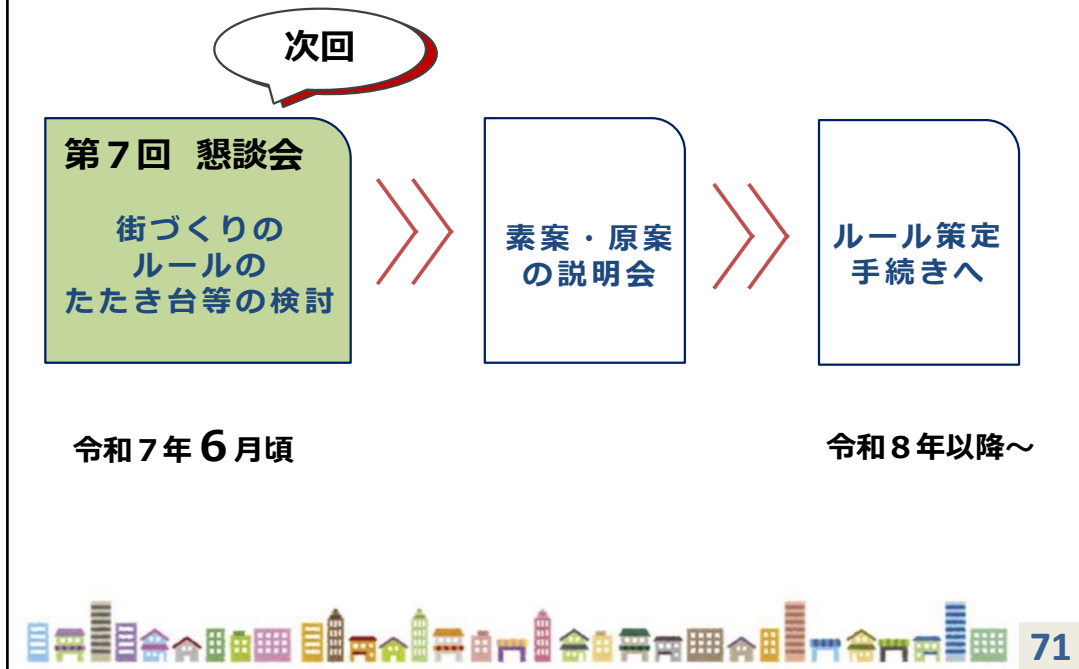 次回
第７回 懇談会
街づくりの
ルールの
たたき台等の検討
素案・原案
の説明会
ルール策定
手続きへ
令和７年６月頃
令和８年以降～
71